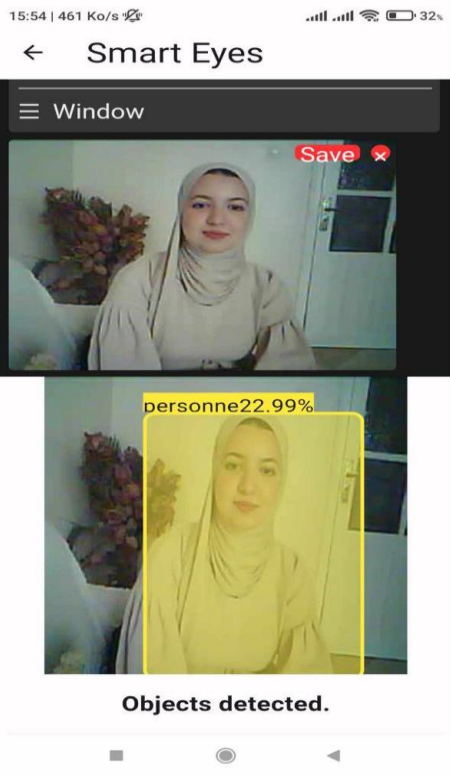 15:54 | 461 Ko/s
32%
Smart Eyes
Window
Save
personne22.99%
Objects detected.